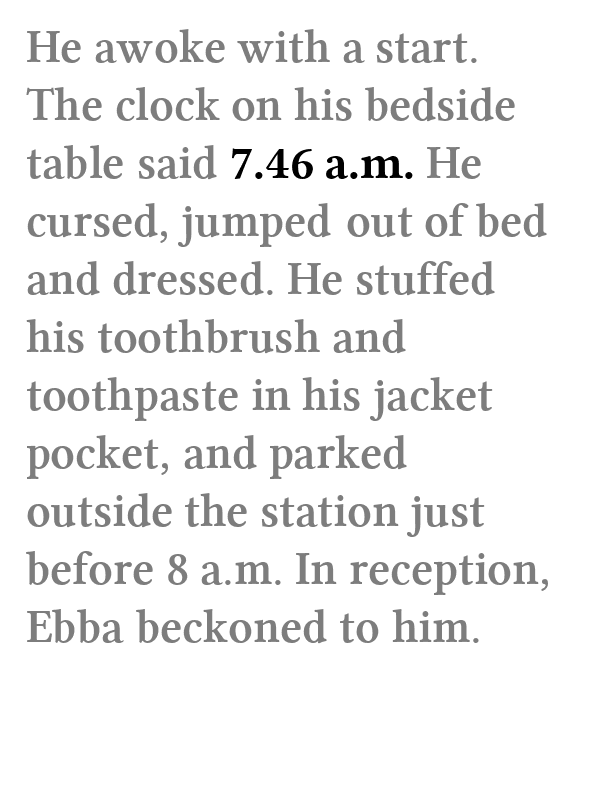 He awoke with a start.
The clock on his bedside
table said 7.46 a.m. He
cursed, jumped out of bed
and dressed. He stuffed
his toothbrush and
toothpaste in his jacket
pocket, and parked
outside the station just
before 8 a.m. In reception,
Ebba beckoned to him.